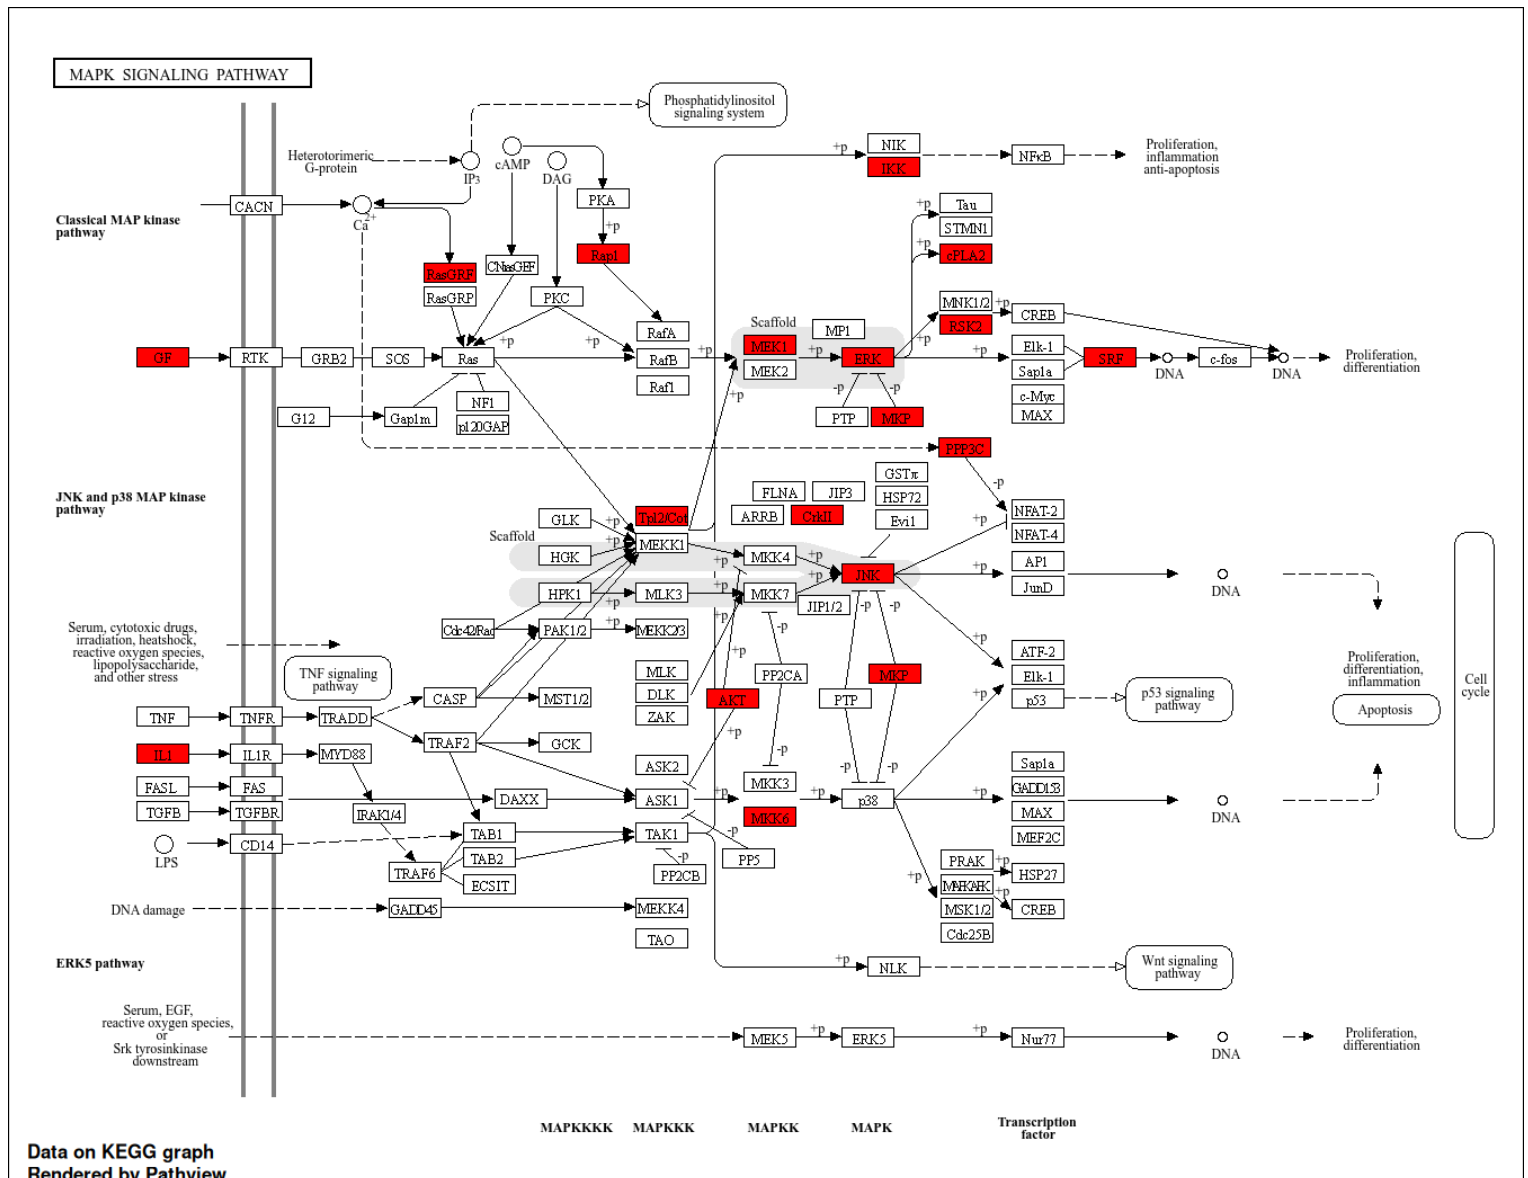 MAPK SIGNALING PATHWAY
Phosphatidylinositol
signaling system
Heterotorimeric
G-protein
IP3
cAMP
DAG
+p
NIK
IKK
NFκB
Proliferation,
inflammation
anti-apoptosis
Classical MAP kinase
pathway
CACN
Ca2+
PKA
+p
Rap1
RasGRF
RasGRP
CNrasGEF
PKC
+p
Tau
STMN1
+p
cPLA2
MNK1/2
+p
RSK2
CREB
Scaffold
MP1
GF
RTK
GRB2
SOS
Ras
+p
+p
RafA
RafB
Raf1
+p
MEK1
MEK2
+p
ERK
+p
+p
Elk-1
Sap1a
c-Myc
MAX
SRF
DNA
c-fos
DNA
Proliferation,
differentiation
+p
-p
-p
PTP
MKP
G12
Gap1m
NF1
p120GAP
PPP3C
-p
JNK and p38 MAP kinase
pathway
GSTπ
HSP72
Evi1
FLNA
JIP3
ARRB
CrkII
NFAT-2
NFAT-4
+p
Scaffold
GLK
HGK
HPK1
+p
+p
+p
+p
Tpl2/Cot
MEKK1
MLK3
+p
+p
MKK4
MKK7
+p
+p
JNK
JIP1/2
+p
AP1
JunD
DNA
Cdc42/Rac
PAK1/2
+p
MEKK2/3
+p
-p
-p
-p
+p
+p
Serum, cytotoxic drugs,
irradiation, heatshock,
reactive oxygen species,
lipopolysaccharide,
and other stress
TNF signaling
pathway
CASP
MST1/2
MLK
DLK
ZAK
AKT
PP2CA
PTP
MKP
ATF-2
Elk-1
p53
p53 signaling
pathway
Proliferation,
differentiation,
inflammation
Apoptosis
Cell
cycle
TNF
TNFR
TRADD
TRAF2
GCK
+p
-p
-p
-p
+p
IL1
IL1R
MYD88
ASK2
MKK3
MKK6
FASL
FAS
DAXX
ASK1
+p
+p
p38
+p
Sap1a
GADD153
MAX
MEF2C
DNA
TGFB
TGFBR
IRAK1/4
LPS
CD14
TAB1
TAB2
ECSIT
TRAF6
TAK1
-p
PP5
-p
PP2CB
+p
PRAK
+p
MAPKAPK
+p
MSK1/2
Cdc25B
HSP27
CREB
DNA damage
GADD45
MEKK4
TAO
ERK5 pathway
+p
NLK
Wnt signaling
pathway
Serum, EGF,
reactive oxygen species,
or
Srk tyrosinkinase
downstream
MEK5
+p
ERK5
+p
Nur77
DNA
Proliferation,
differentiation
MAPKKKK
MAPKKK
MAPKK
MAPK
Transcription
factor
Data on KEGG graph
Rendered by Pathview